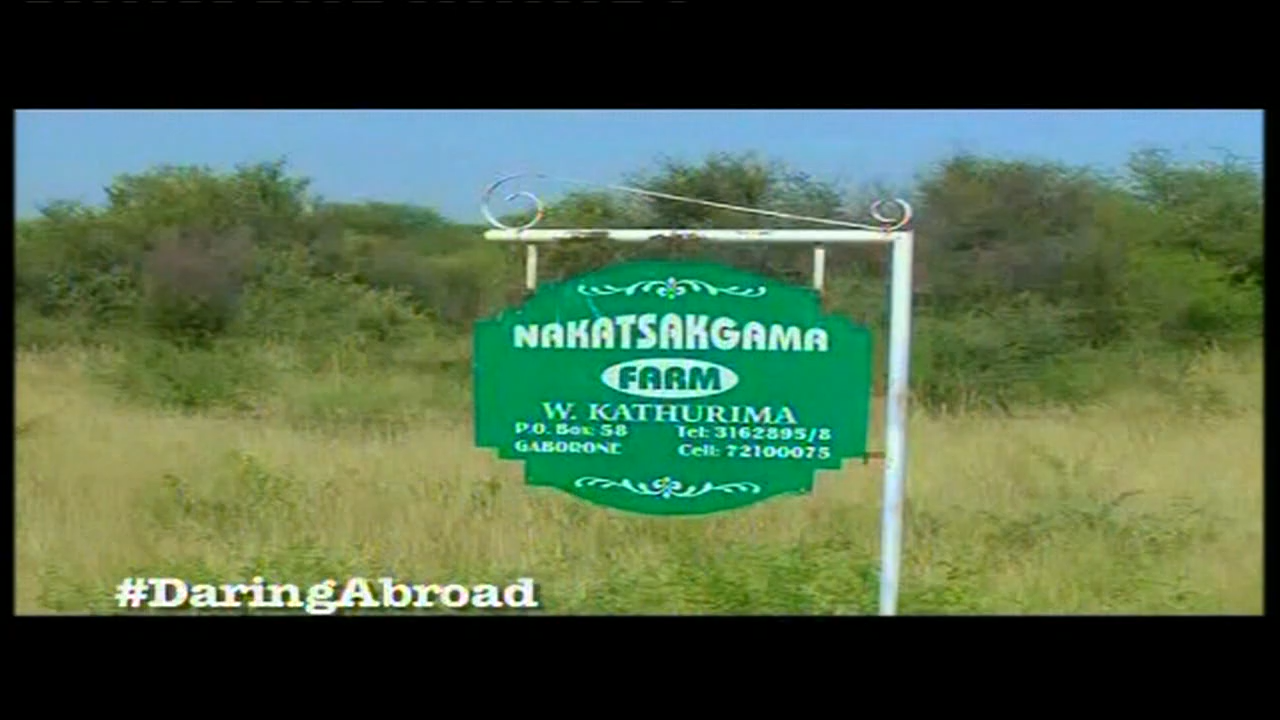 NAKATSAKGAMA
FARM
W. KATHURIMA
P.O. Box: 58 Tel: 3162895/8
GABORONE Cell: 72100075
#DaringAbroad